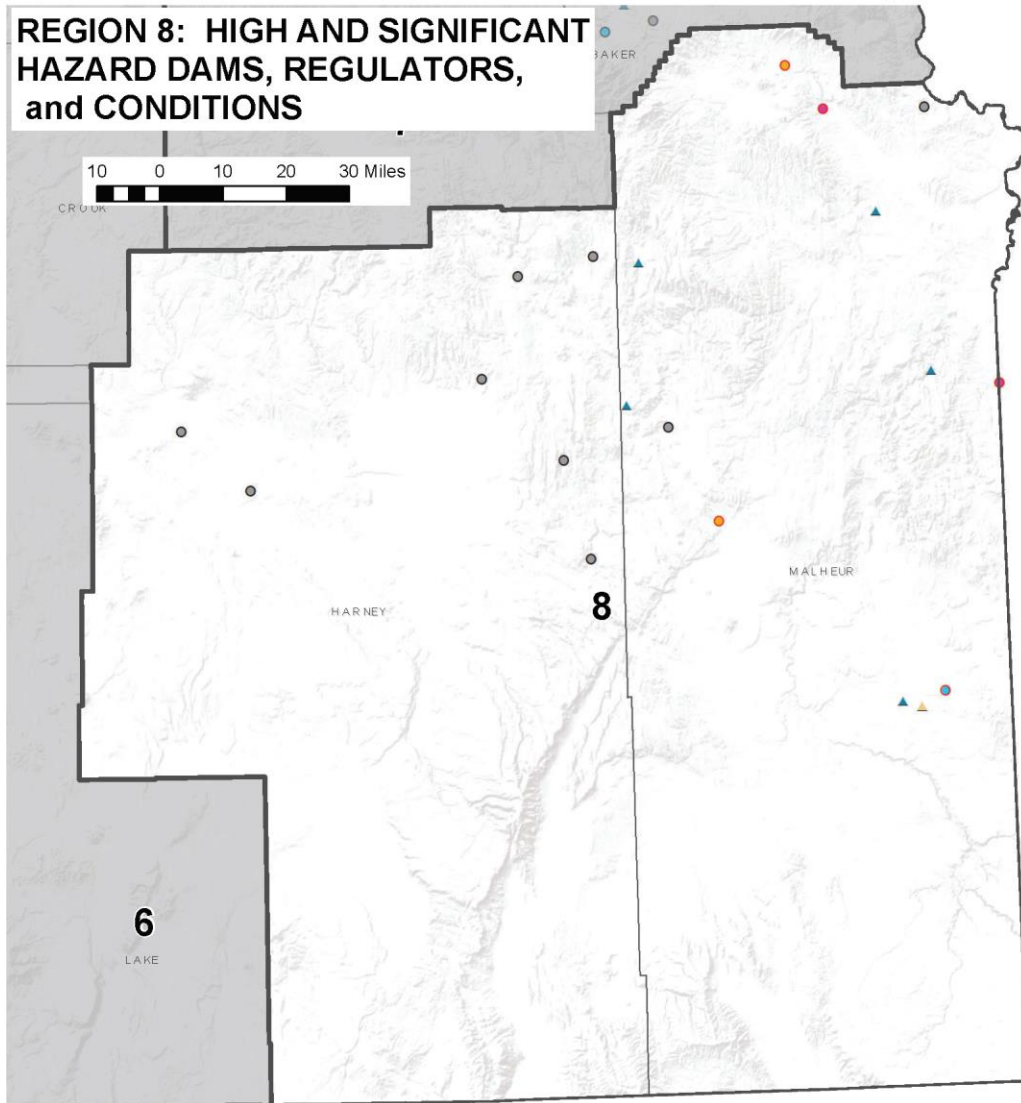 REGION 8: HIGH AND SIGNIFICANT
HAZARD DAMS, REGULATORS,
and CONDITIONS
BAKER
10 0 10 20 30 Miles
CROOK
HARNEY
8
MALHEUR
6
LAKE